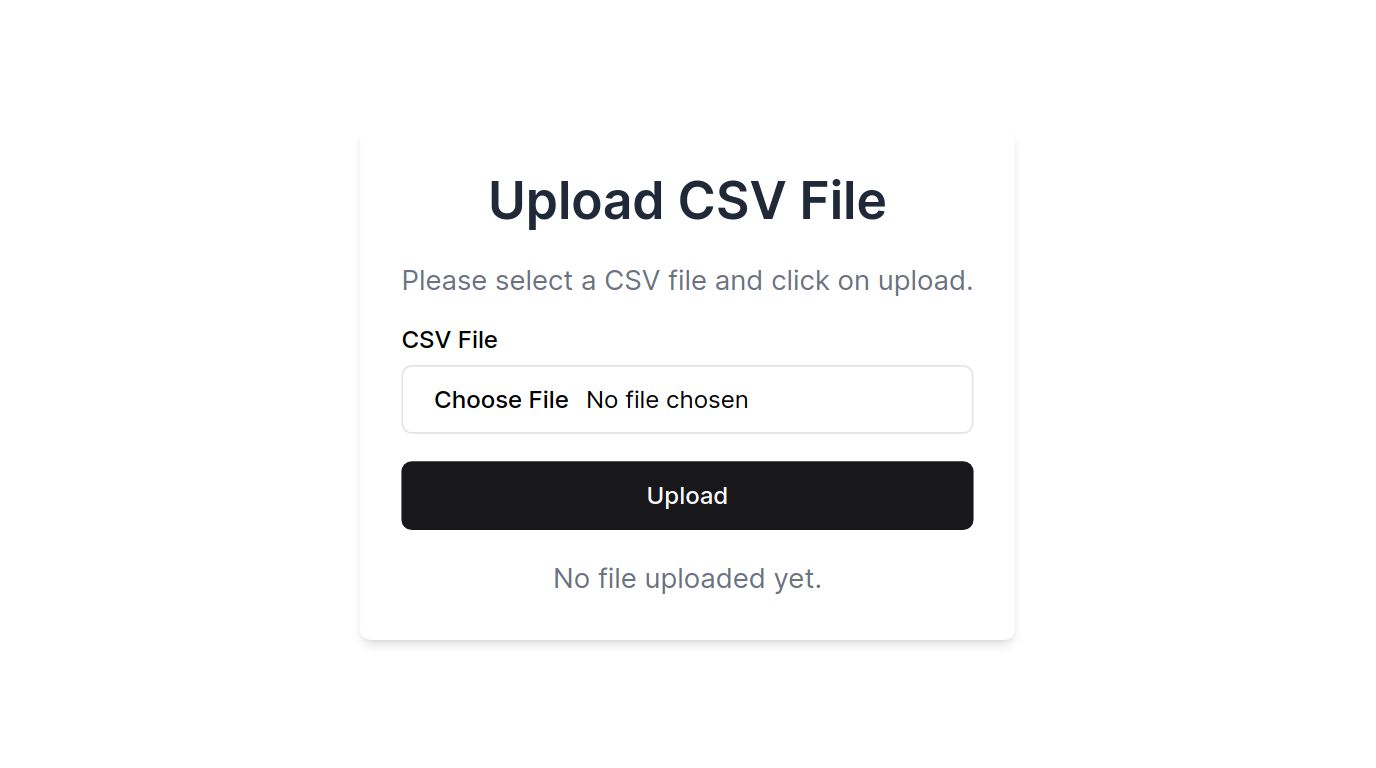 Upload CSV File
Please select a CSV file and click on upload.
CSV File
Choose File No file chosen
Upload
No file uploaded yet.